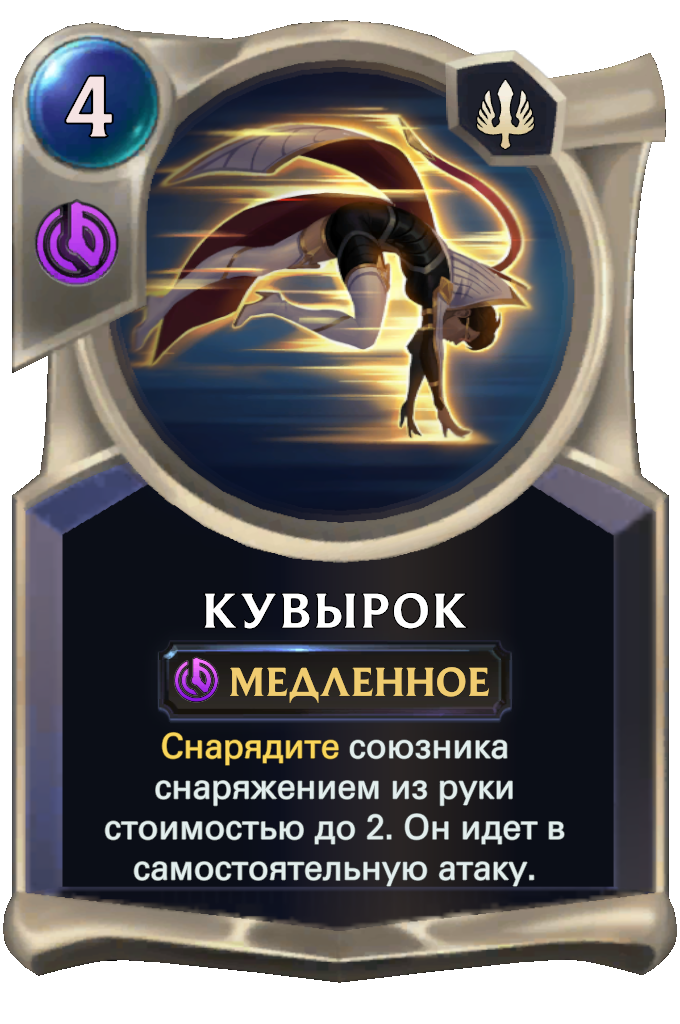 4
КУВЫРОК
МЕДЛЕННОЕ
Снарядите союзника
снаряжением из руки
стоимостью до 2. Он идет в
самостоятельную атаку.